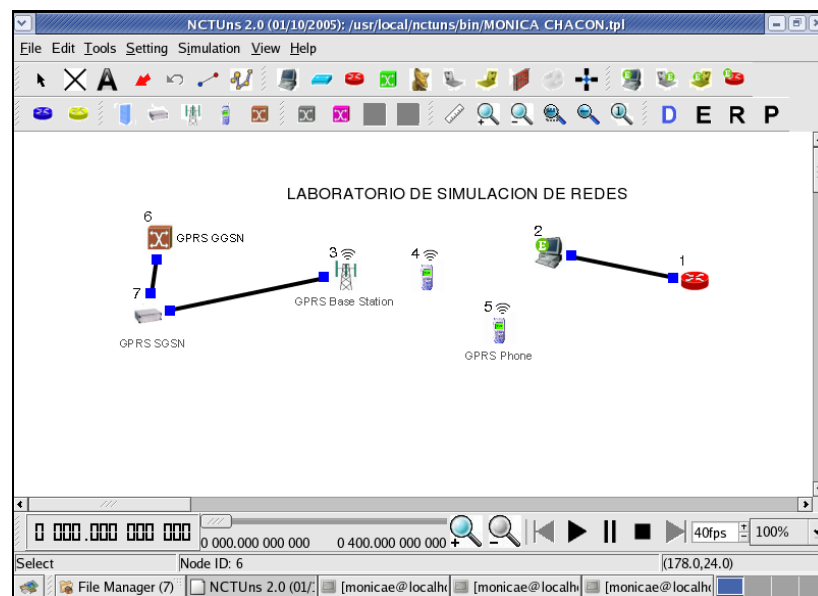 NCTUns 2.0 (01/10/2005): /usr/local/nctuns/bin/MONICA CHACON.tpl
File Edit Tools Setting Simulation View Help
A
D E R P
LABORATORIO DE SIMULACION DE REDES
6
GPRS GGSN
2
E
3
4
1
7
GPRS Base Station
5
GPRS SGSN
GPRS Phone
0 000.000 000 000
0 000.000 000 000
0 400.000 000 000
40fps
100%
Select
Node ID: 6
(178.0,24.0)
File Manager (7)
NCTUns 2.0 (01/
[monicae@localh
[monicae@localh
[monicae@localh